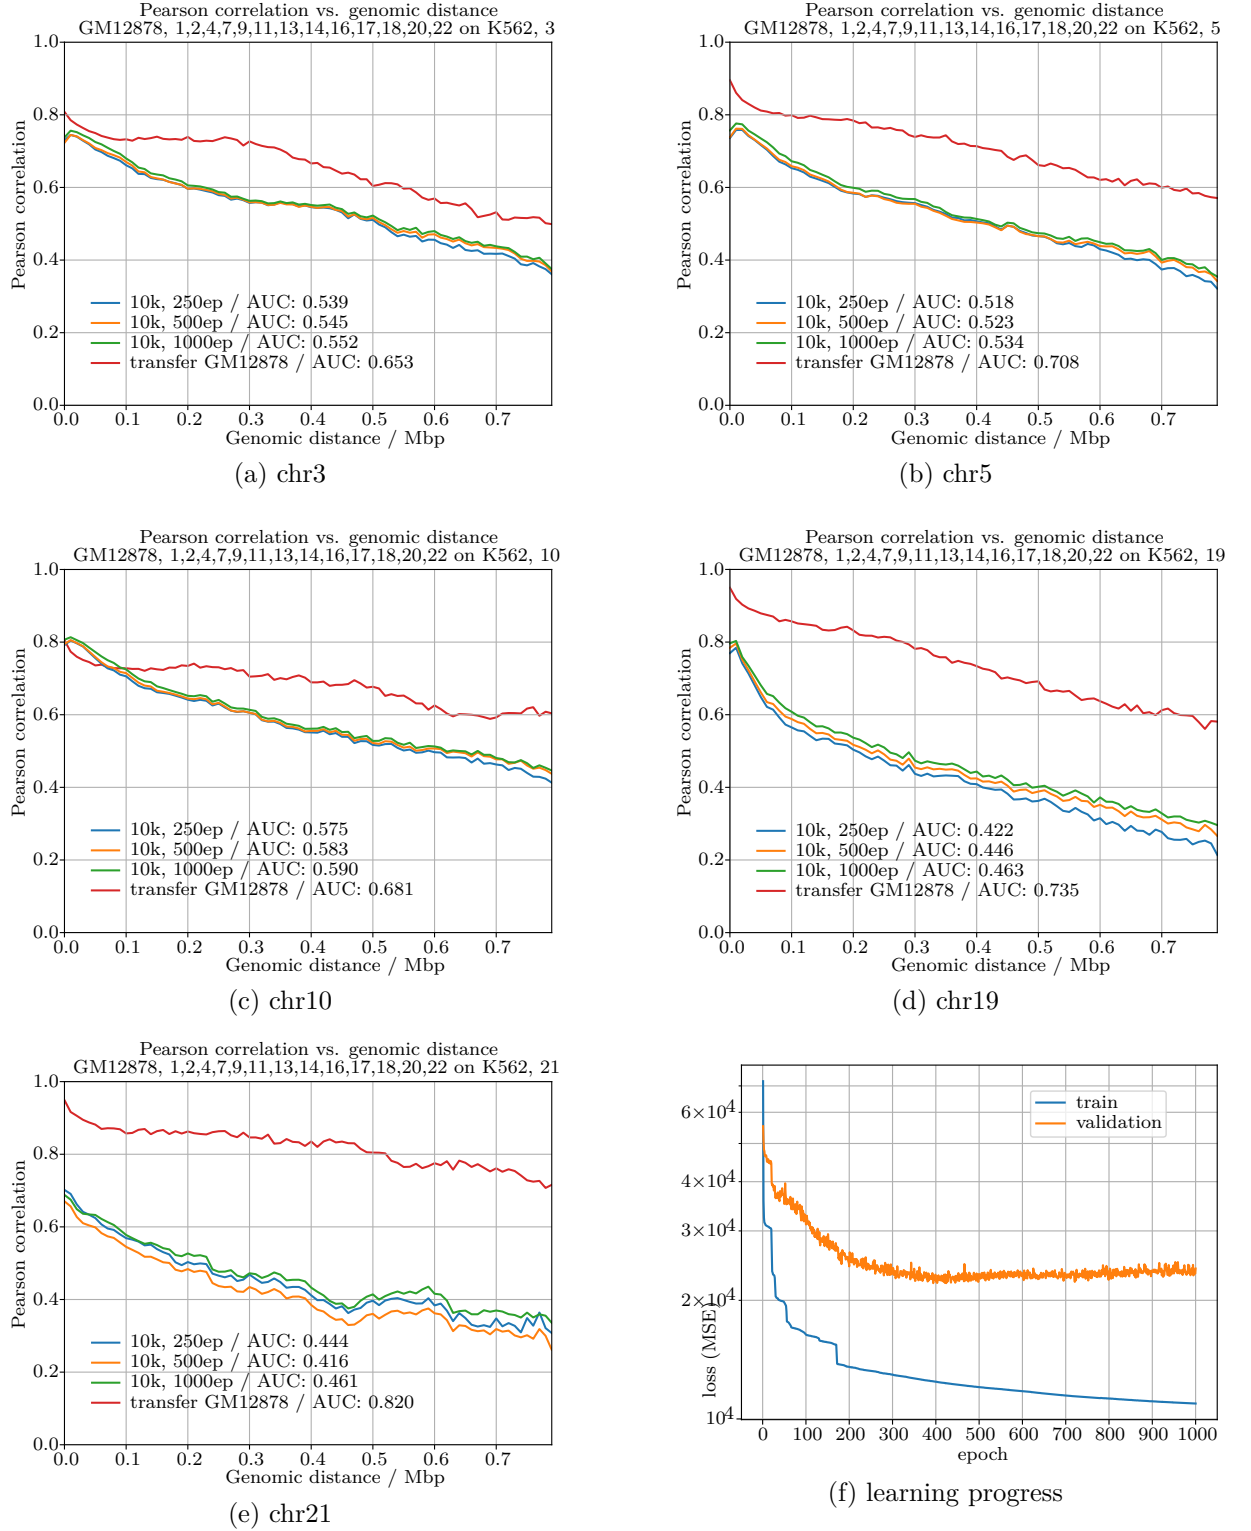 Pearson correlation vs. genomic distance
GM12878, 1,2,4,7,9,11,13,14,16,17,18,20,22 on K562, 3
1.0
0.8
0.6
0.4
0.2
0.0
Pearson correlation
10k, 250ep / AUC: 0.539
10k, 500ep / AUC: 0.545
10k, 1000ep / AUC: 0.552
transfer GM12878 / AUC: 0.653
0.0 0.1 0.2 0.3 0.4 0.5 0.6 0.7
Genomic distance / Mbp
(a) chr3
Pearson correlation vs. genomic distance
GM12878, 1,2,4,7,9,11,13,14,16,17,18,20,22 on K562, 5
1.0
0.8
0.6
0.4
0.2
0.0
Pearson correlation
10k, 250ep / AUC: 0.518
10k, 500ep / AUC: 0.523
10k, 1000ep / AUC: 0.534
transfer GM12878 / AUC: 0.708
0.0 0.1 0.2 0.3 0.4 0.5 0.6 0.7
Genomic distance / Mbp
(b) chr5
Pearson correlation vs. genomic distance
GM12878, 1,2,4,7,9,11,13,14,16,17,18,20,22 on K562, 10
1.0
0.8
0.6
0.4
0.2
0.0
Pearson correlation
10k, 250ep / AUC: 0.575
10k, 500ep / AUC: 0.583
10k, 1000ep / AUC: 0.590
transfer GM12878 / AUC: 0.681
0.0 0.1 0.2 0.3 0.4 0.5 0.6 0.7
Genomic distance / Mbp
(c) chr10
Pearson correlation vs. genomic distance
GM12878, 1,2,4,7,9,11,13,14,16,17,18,20,22 on K562, 19
1.0
0.8
0.6
0.4
0.2
0.0
Pearson correlation
10k, 250ep / AUC: 0.422
10k, 500ep / AUC: 0.446
10k, 1000ep / AUC: 0.463
transfer GM12878 / AUC: 0.735
0.0 0.1 0.2 0.3 0.4 0.5 0.6 0.7
Genomic distance / Mbp
(d) chr19
Pearson correlation vs. genomic distance
GM12878, 1,2,4,7,9,11,13,14,16,17,18,20,22 on K562, 21
1.0
0.8
0.6
0.4
0.2
0.0
Pearson correlation
10k, 250ep / AUC: 0.444
10k, 500ep / AUC: 0.416
10k, 1000ep / AUC: 0.461
transfer GM12878 / AUC: 0.820
0.0 0.1 0.2 0.3 0.4 0.5 0.6 0.7
Genomic distance / Mbp
(e) chr21
6×10⁴
4×10⁴
3×10⁴
2×10⁴
10⁴
loss (MSE)
train
validation
0 100 200 300 400 500 600 700 800 900 1000
epoch
(f) learning progress